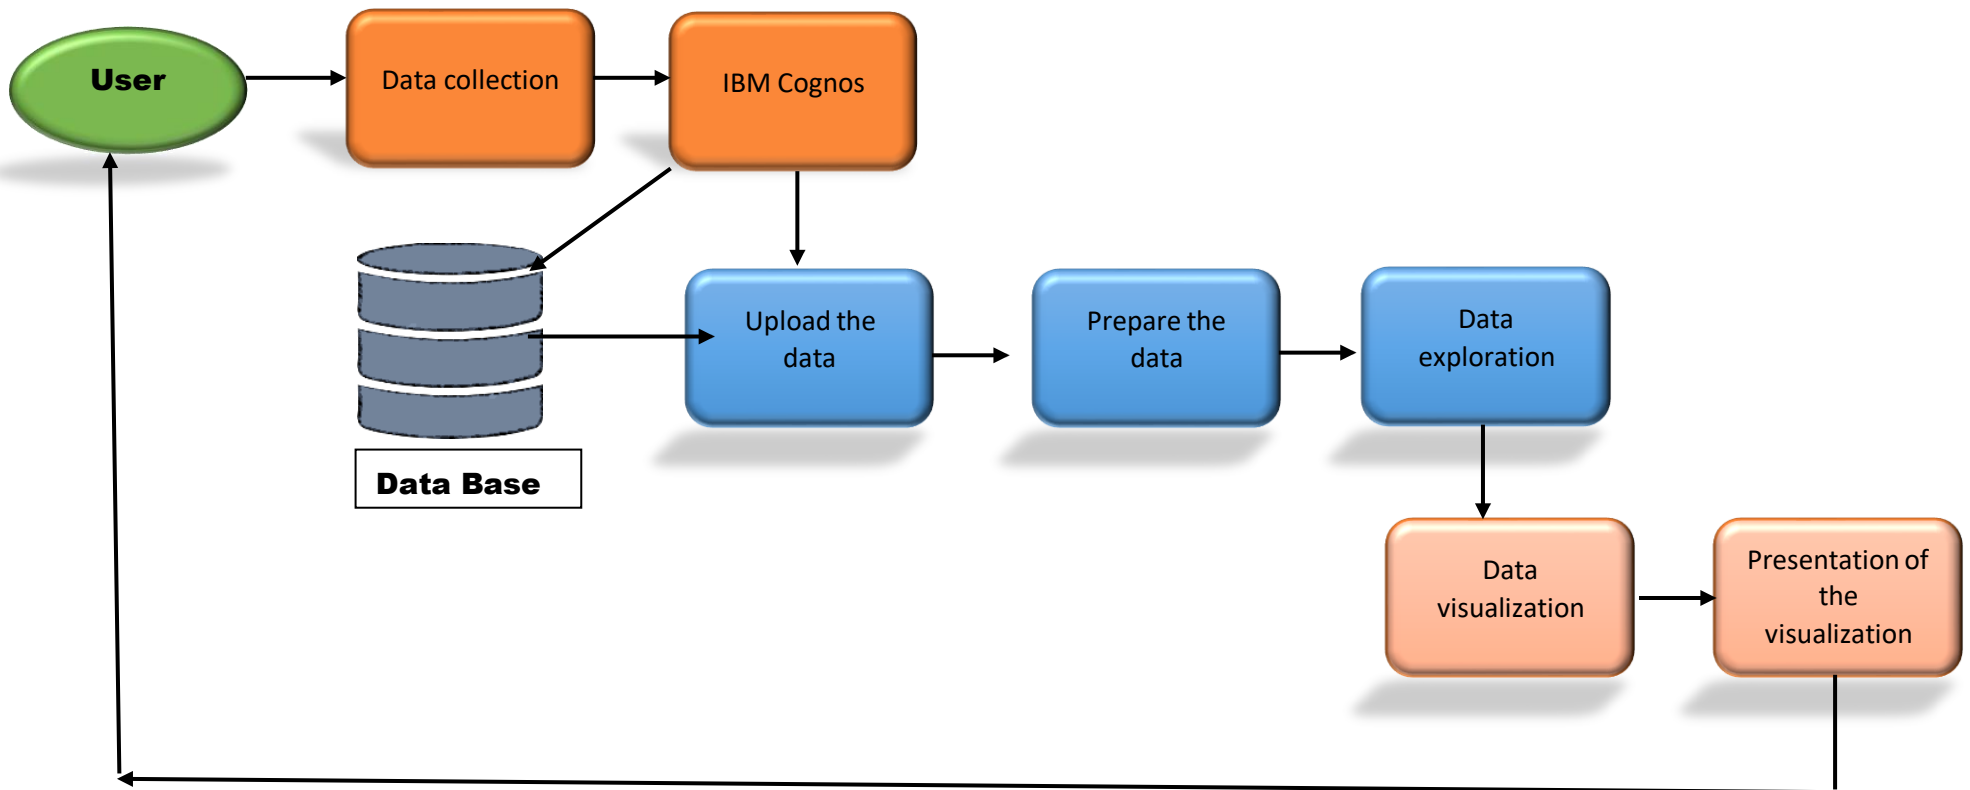 User
Data collection
IBM Cognos
Upload the
data
Prepare the
data
Data
exploration
Data Base
Data
visualization
Presentation of
the
visualization